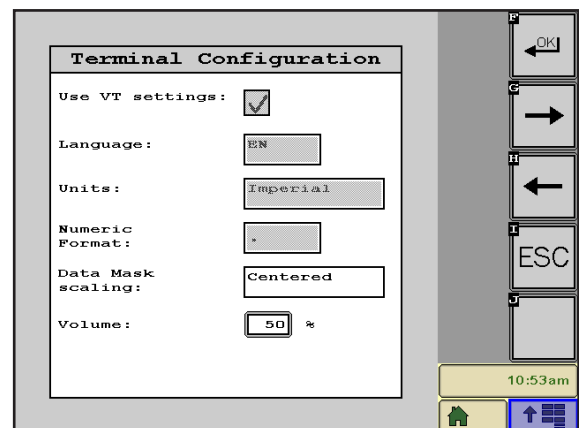 Terminal Configuration
Use VT settings:
Language: EN
Units: Imperial
Numeric
Format: .
Data Mask
scaling: Centered
Volume: 50 %
F
OK
G
H
I
ESC
J
10:53am